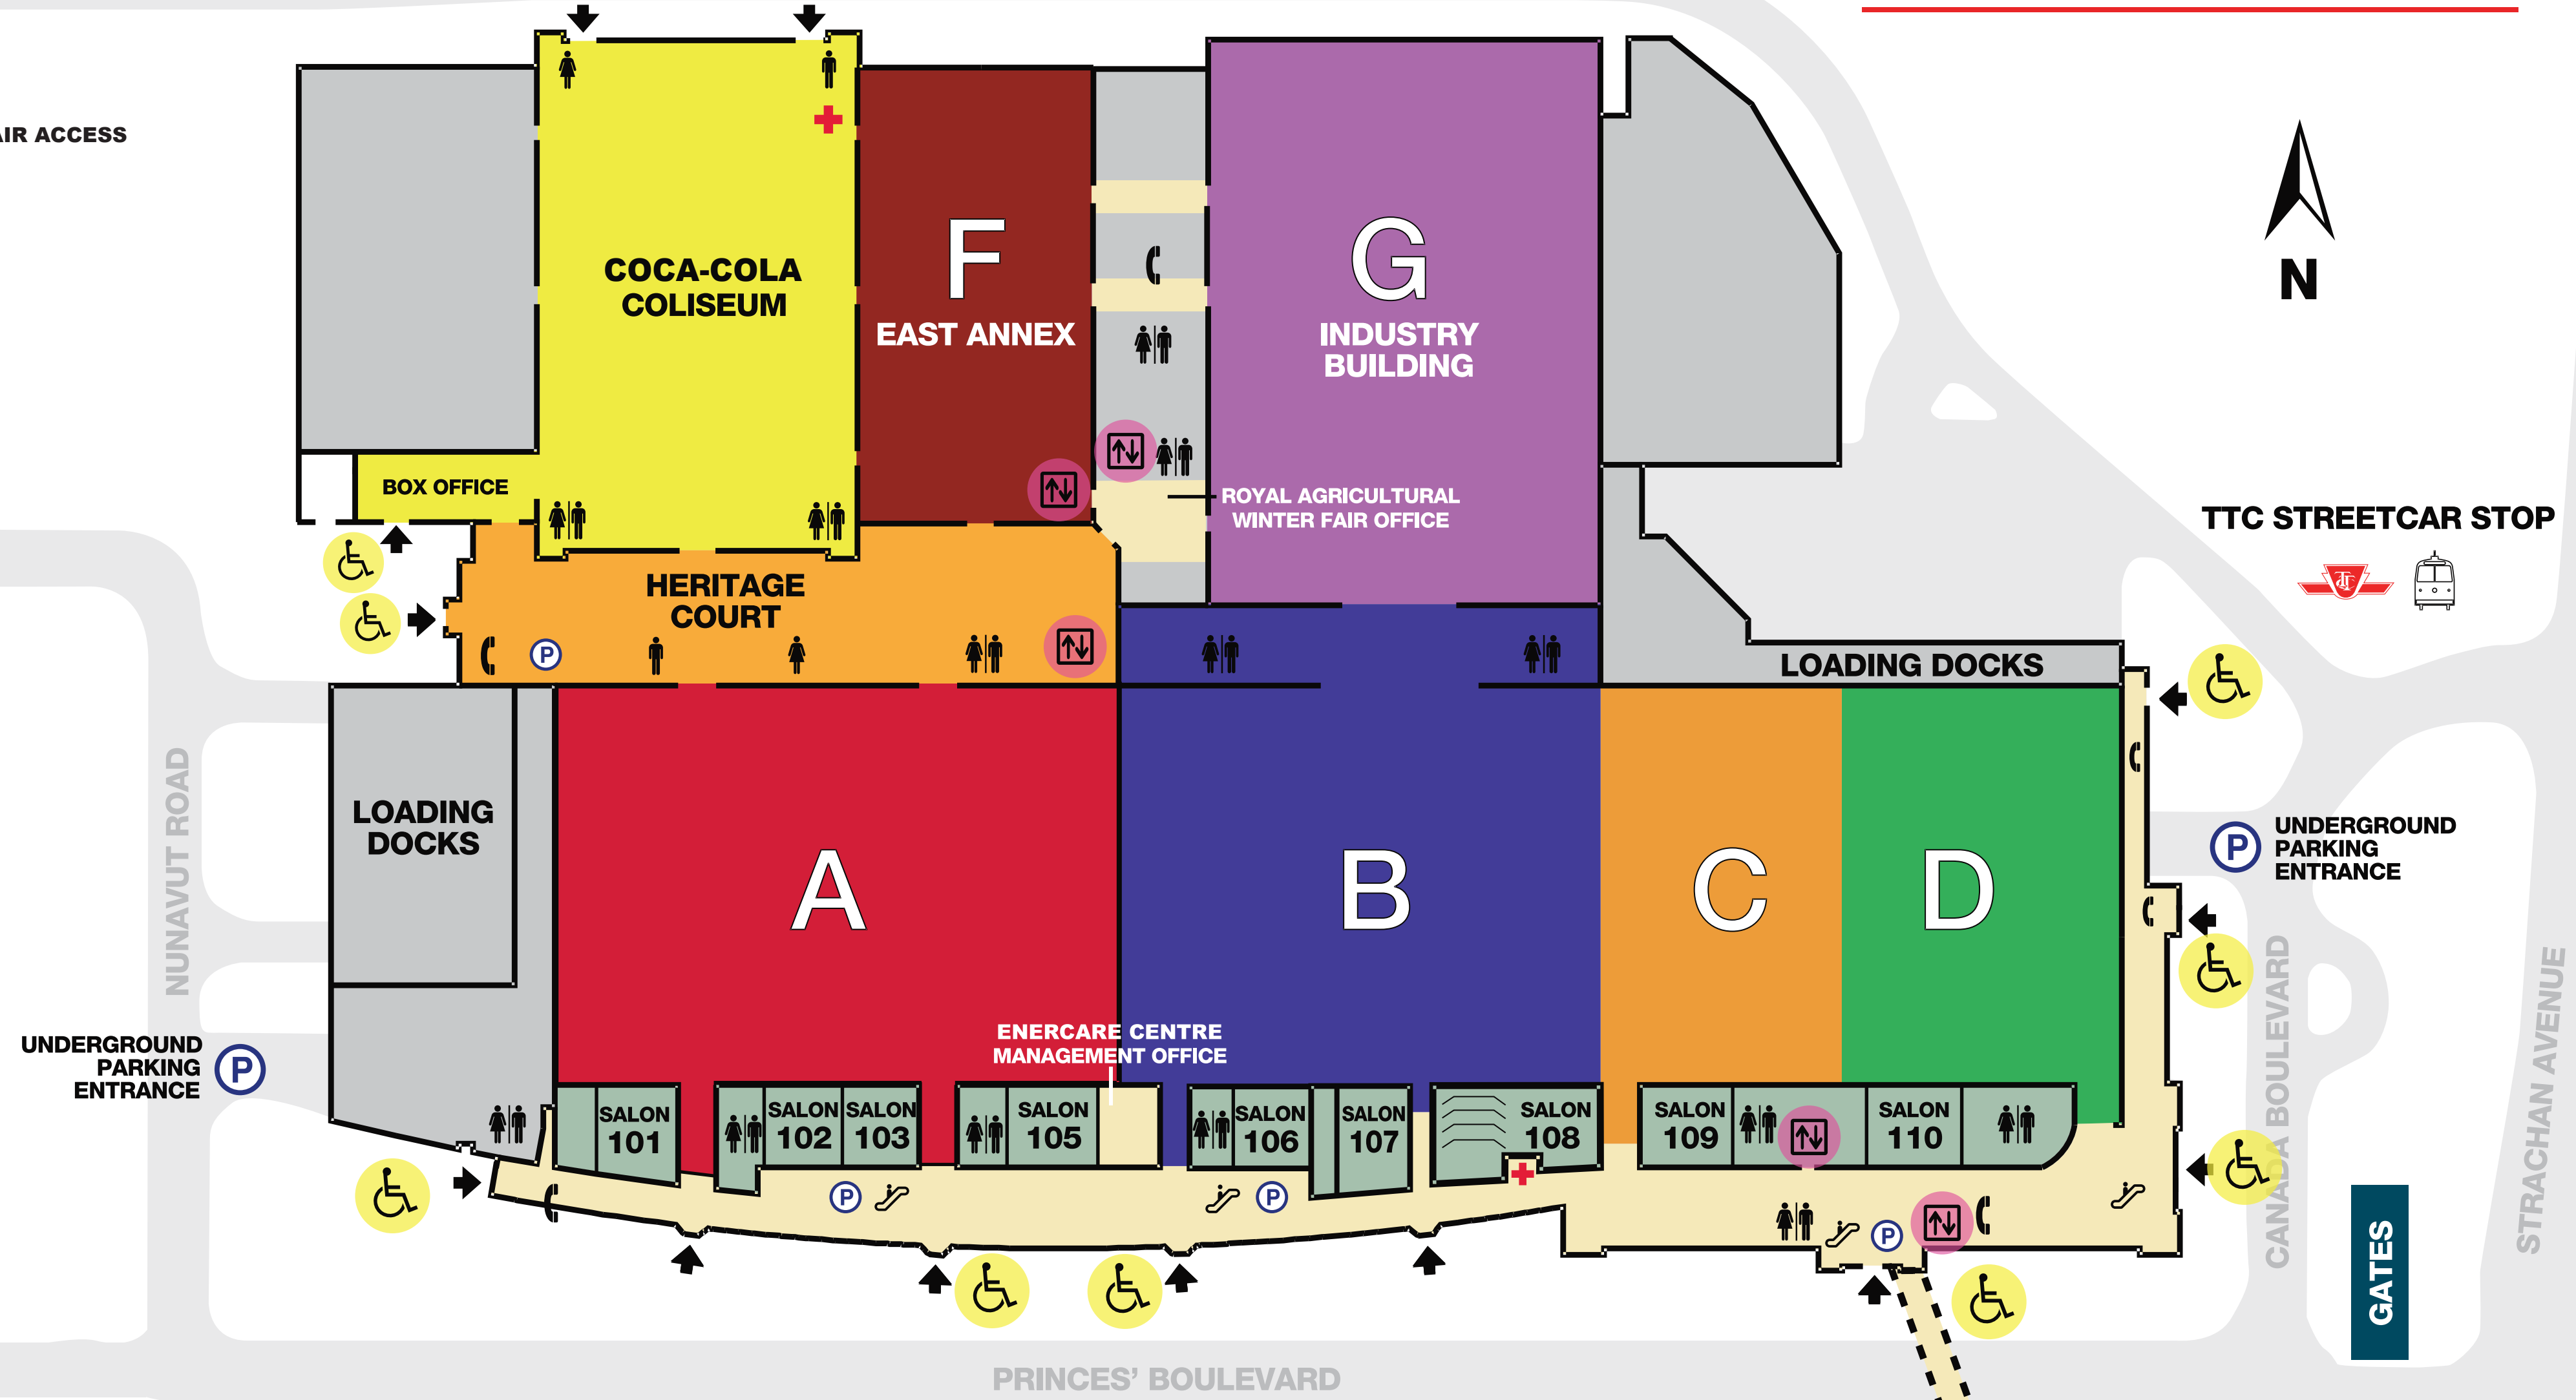 AIR ACCESS
COCA-COLA
COLISEUM
F
EAST ANNEX
G
INDUSTRY
BUILDING
N
BOX OFFICE
ROYAL AGRICULTURAL
WINTER FAIR OFFICE
TTC STREETCAR STOP
TTC
HERITAGE
COURT
P
LOADING DOCKS
NUNAVUT ROAD
LOADING
DOCKS
A
B
C
D
P
UNDERGROUND
PARKING
ENTRANCE
UNDERGROUND
PARKING
ENTRANCE
P
ENERCARE CENTRE
MANAGEMENT OFFICE
SALON
101
SALON
102
SALON
103
SALON
105
SALON
106
SALON
107
SALON
108
SALON
109
SALON
110
P
P
P
CANADA BOULEVARD
STRACHAN AVENUE
GATES
PRINCES' BOULEVARD